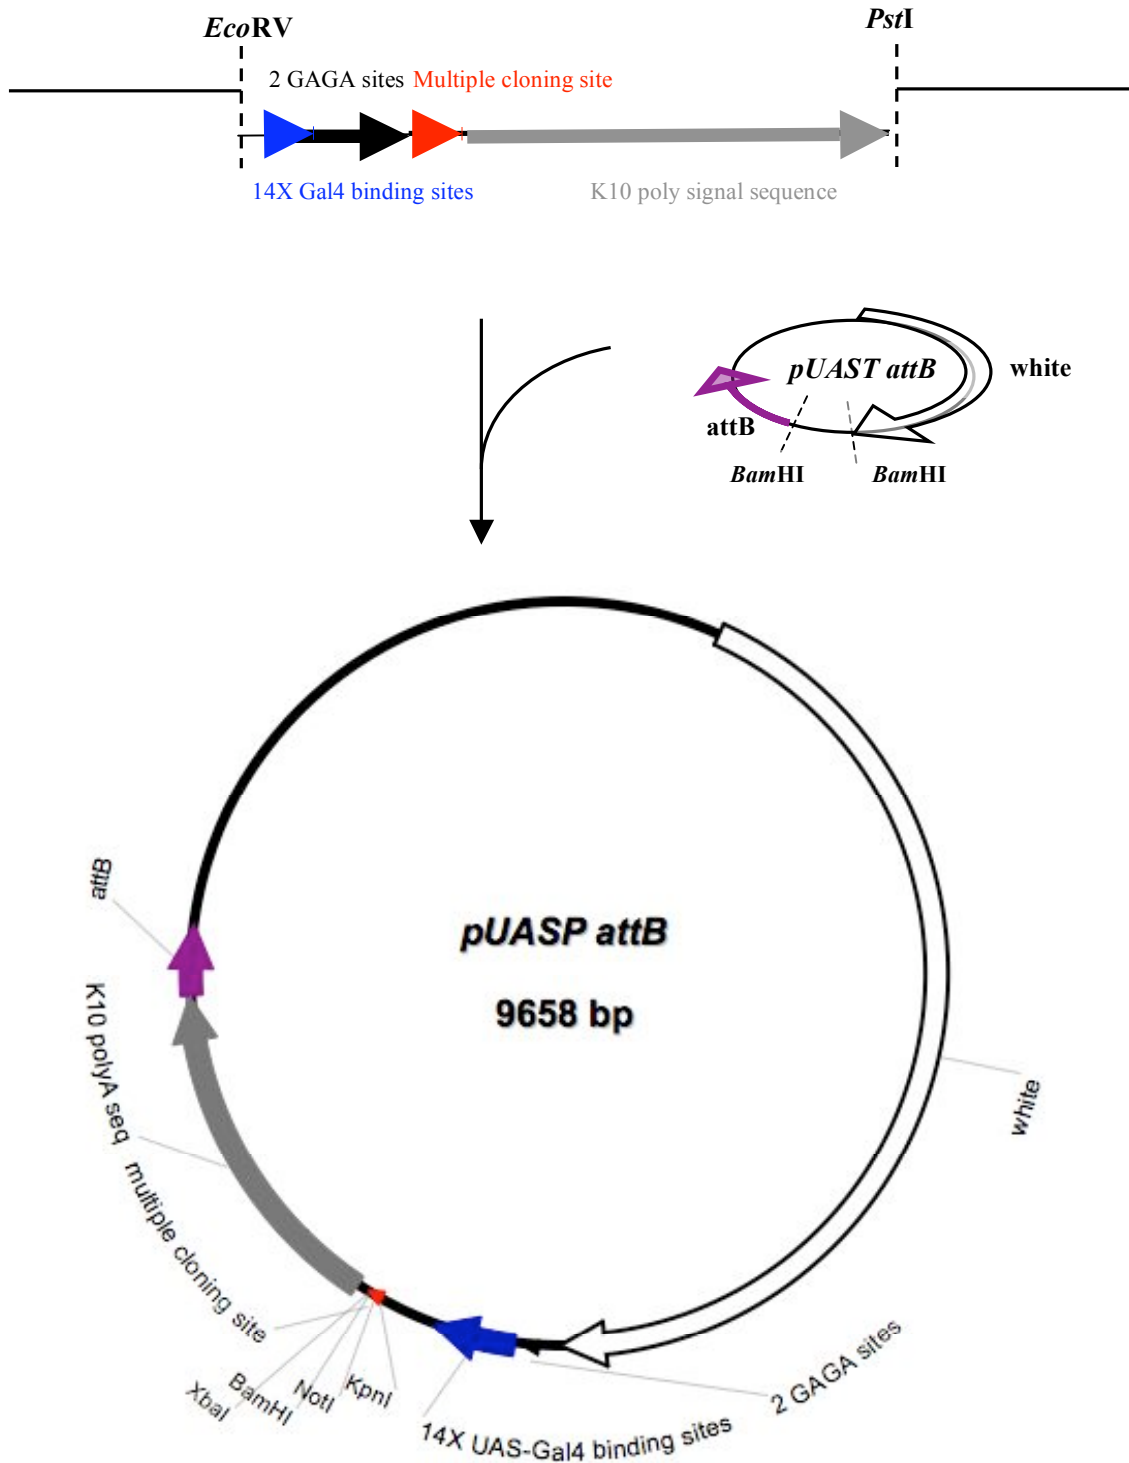 EcoRV
PstI
2 GAGA sites Multiple cloning site
14X Gal4 binding sites
K10 poly signal sequence
pUAST attB
white
attB
BamHI
BamHI
attB
pUASP attB
9658 bp
K10 polyA seq
white
multiple cloning site
XbaI
BamHI
NotI
KpnI
14X UAS-Gal4 binding sites
2 GAGA sites